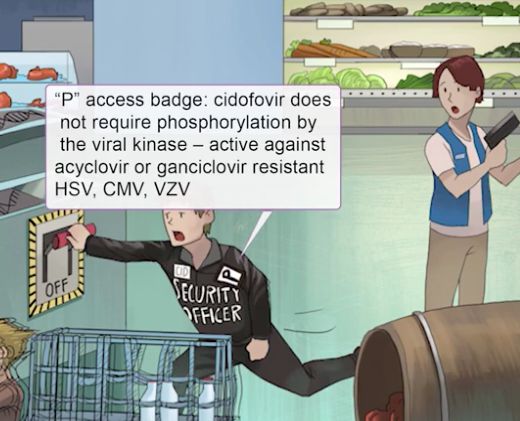 “P” access badge: cidofovir does
not require phosphorylation by
the viral kinase – active against
acyclovir or ganciclovir resistant
HSV, CMV, VZV
OFF
CID
P
SECURITY
OFFICER